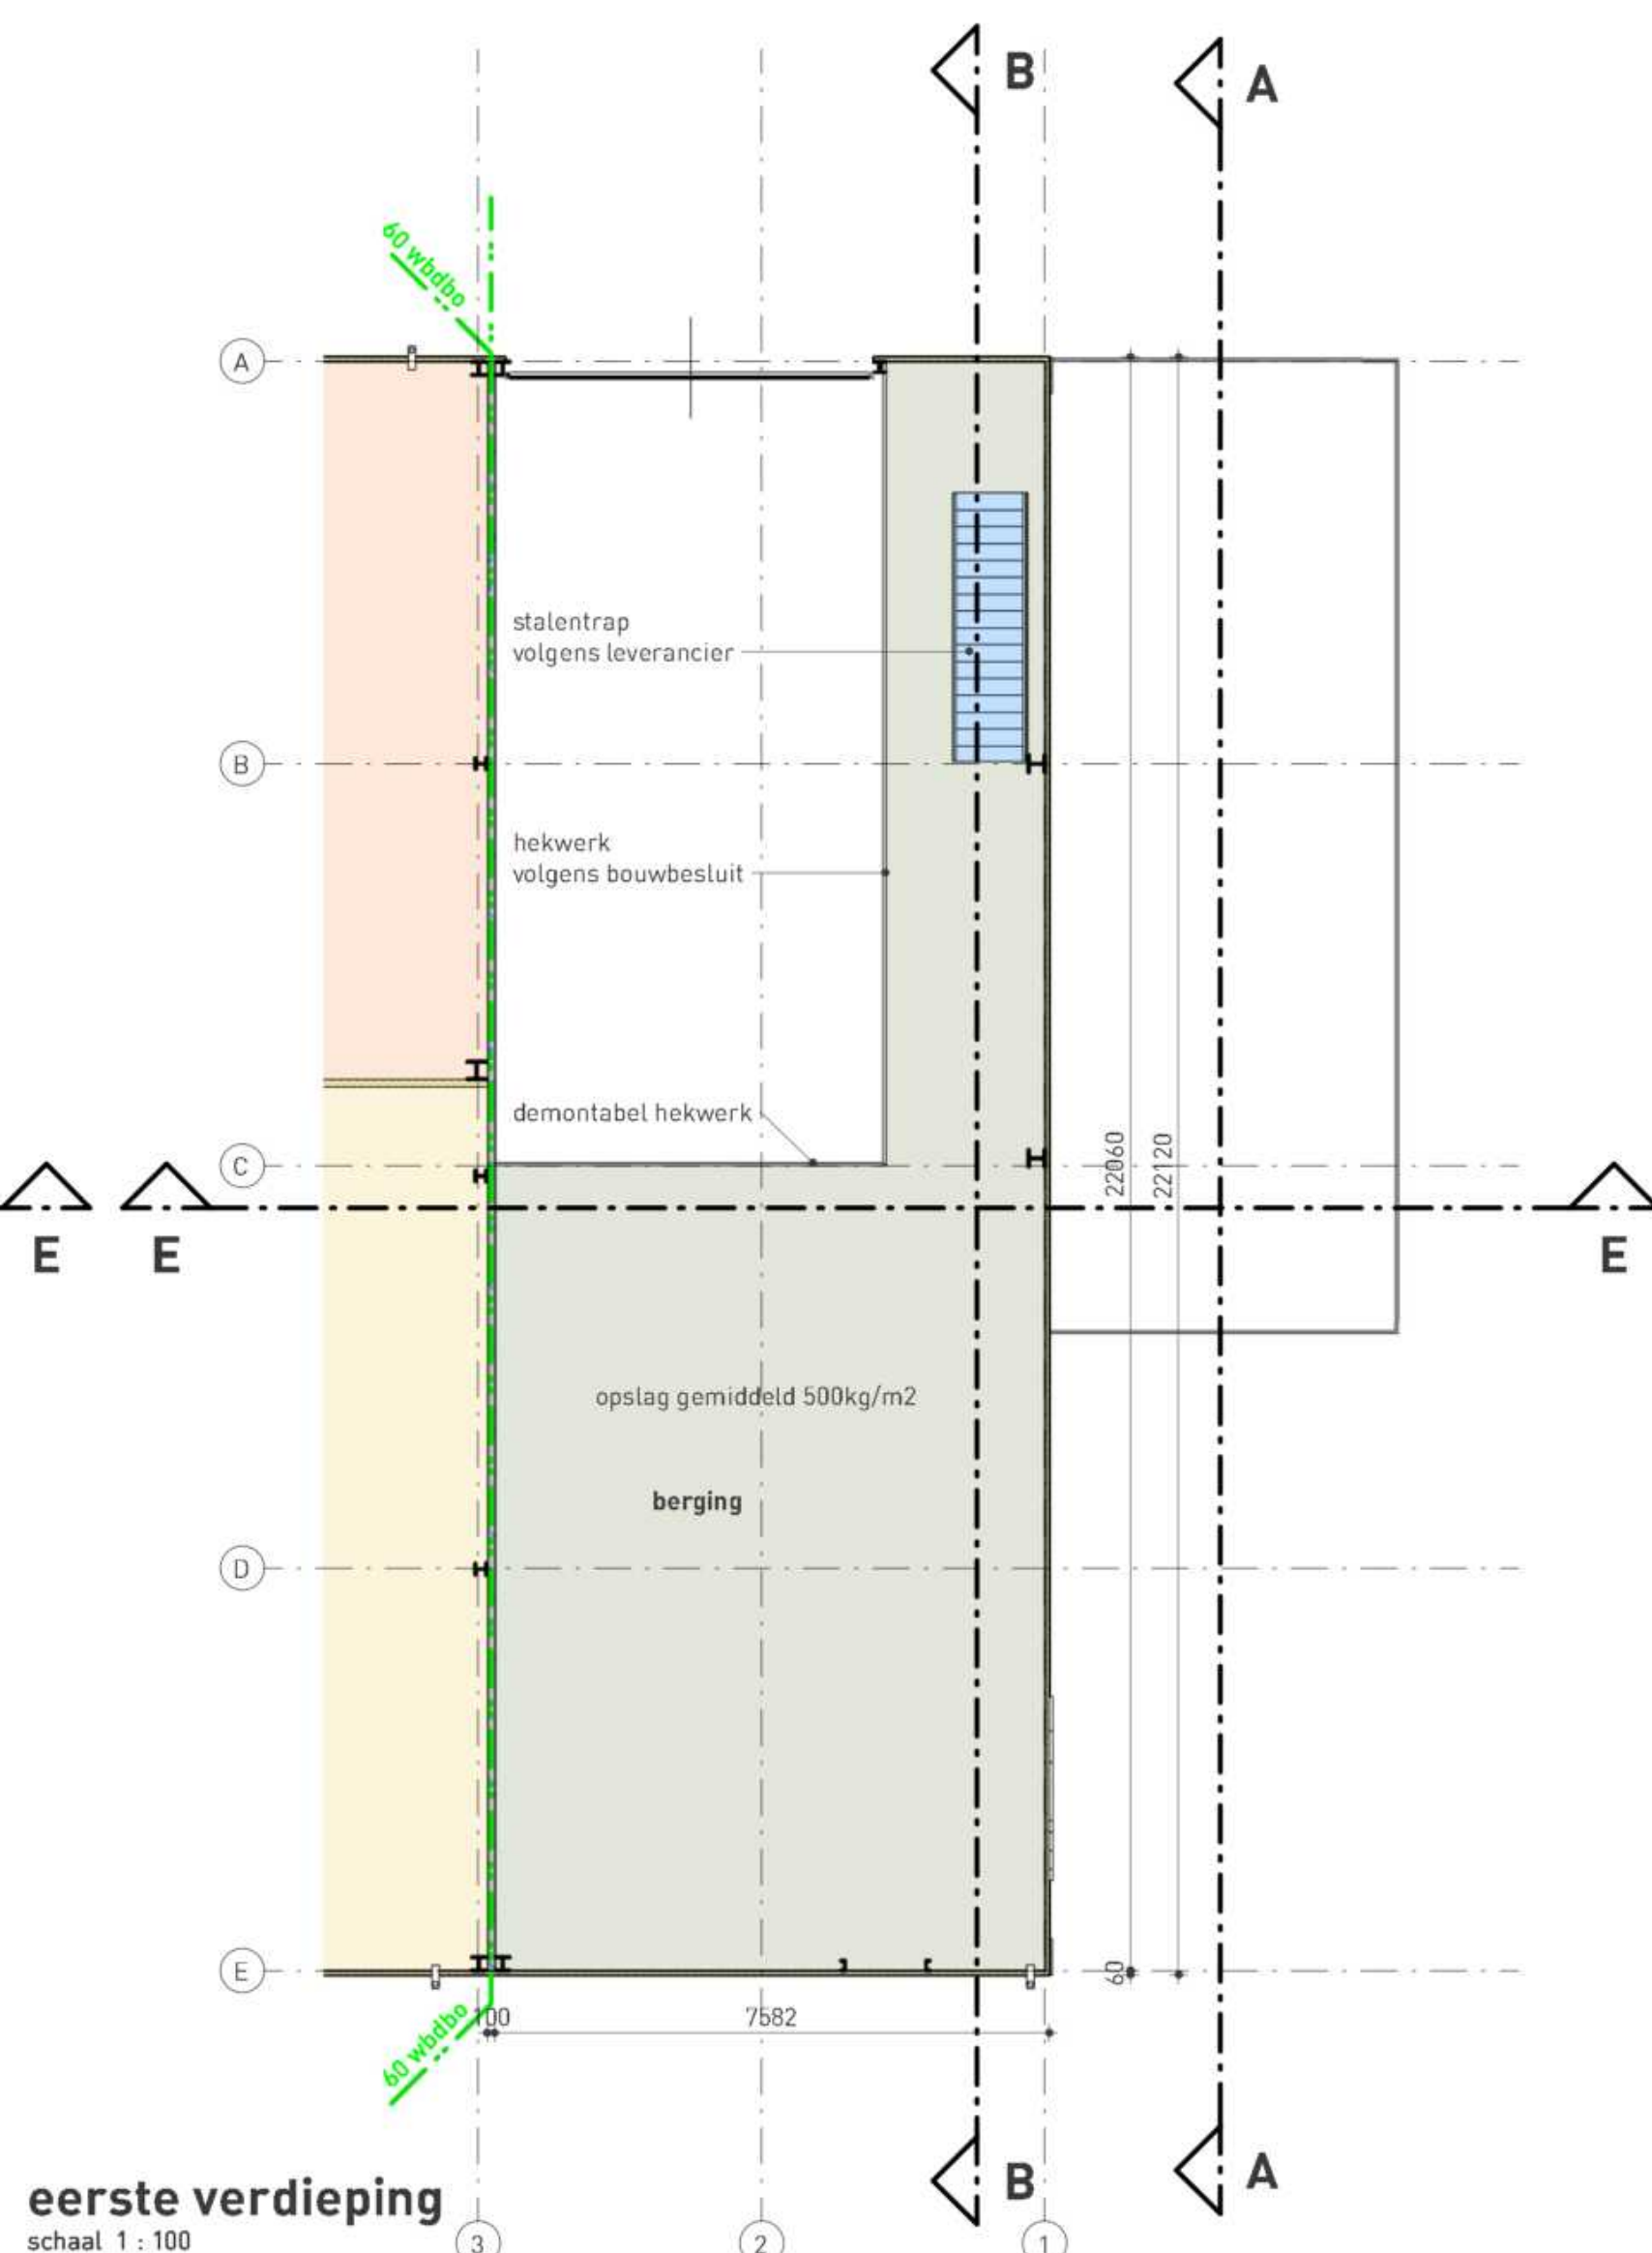 B
A
60 wbdbo
A
B
stalentrap
volgens leverancier
hekwerk
volgens bouwbesluit
demontabel hekwerk
C
22060
22120
E
E
E
opslag gemiddeld 500kg/m2
berging
D
E
60
100
7582
60 wbdbo
B
A
eerste verdieping
schaal 1 : 100
3
2
1